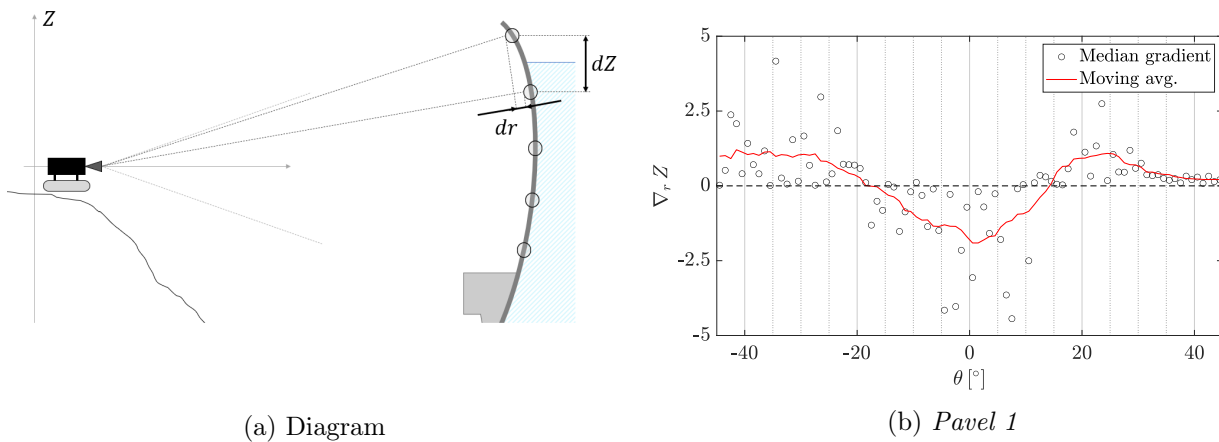 Z
dZ
dr
(a) Diagram
5
2.5
0
-2.5
-5
∇r Z
Median gradient
Moving avg.
-40
-20
0
20
40
θ [°]
(b) Pavel 1